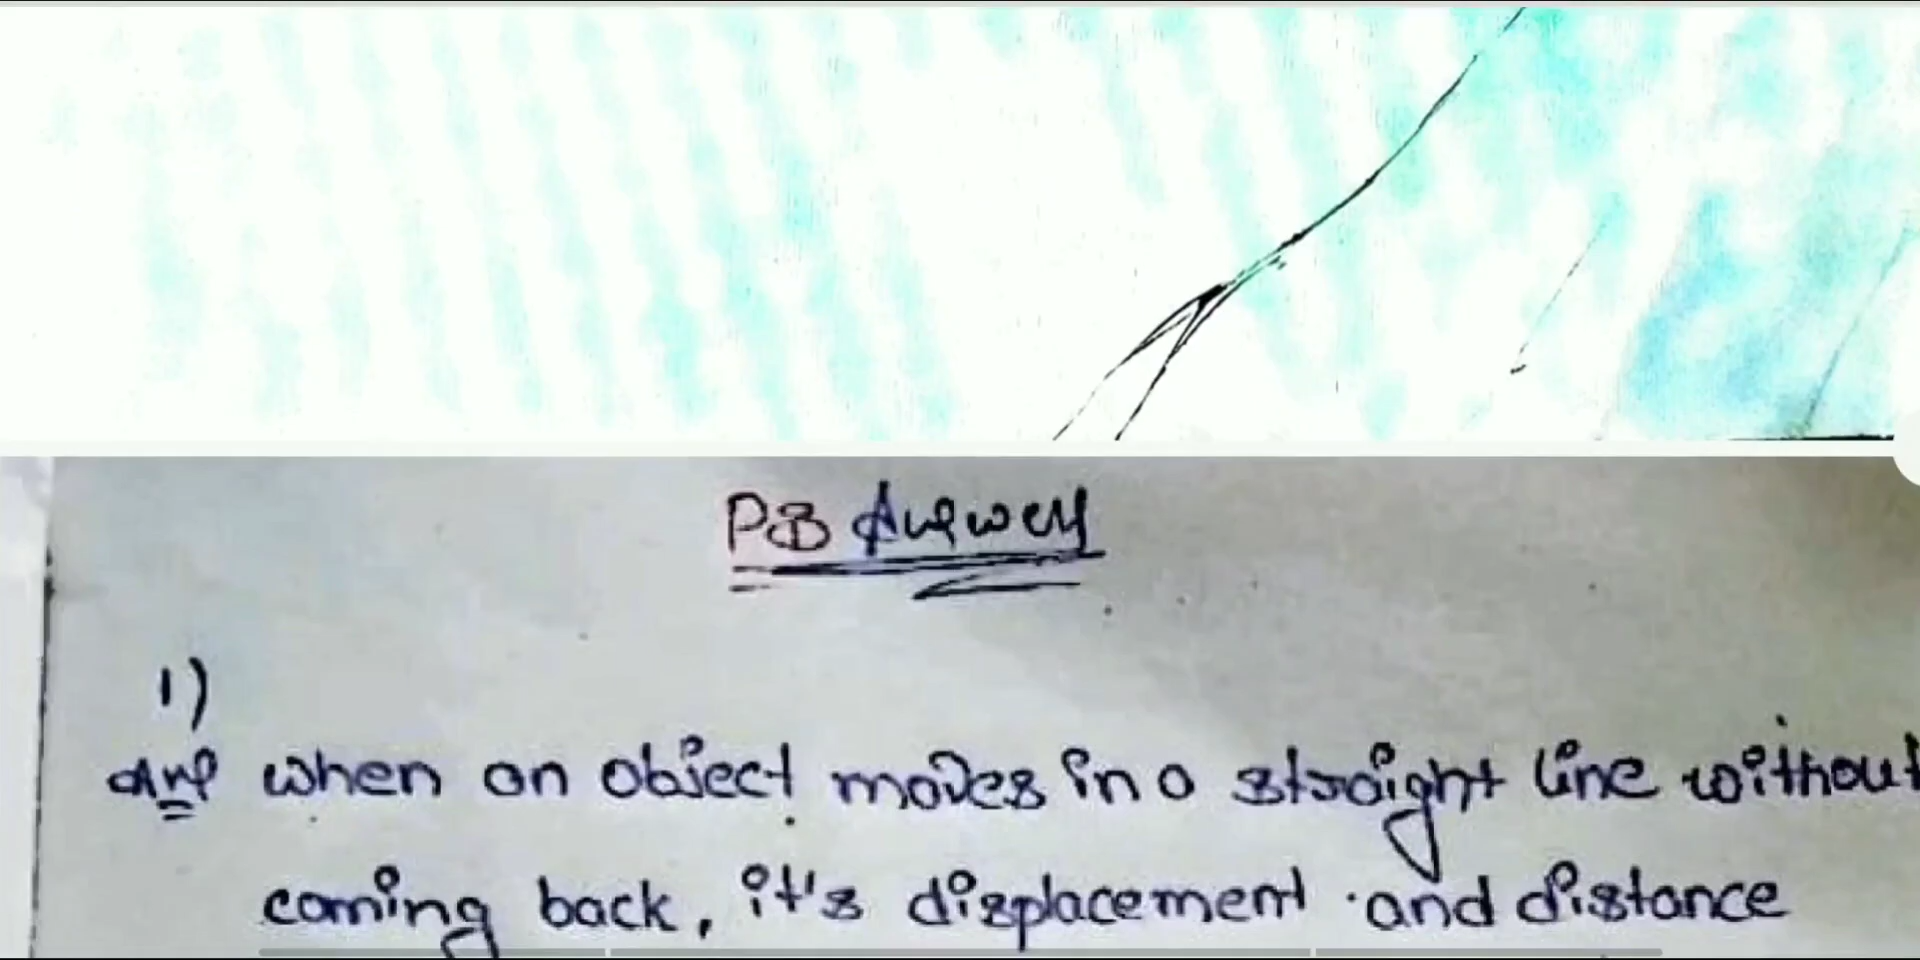 PB Answer
1)
Ans when an object moves in a straight line without
coming back, it's displacement and distance